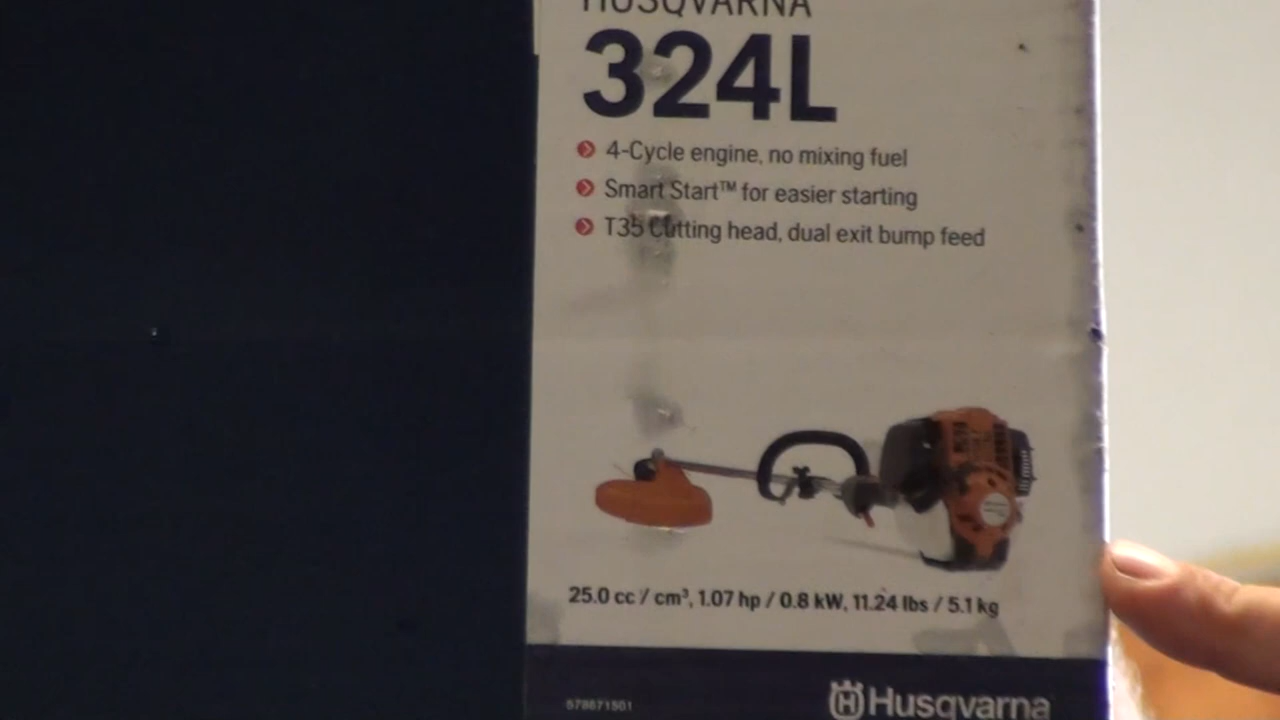 HUSQVARNA
324L
4-Cycle engine, no mixing fuel
Smart Start™ for easier starting
T35 Cutting head, dual exit bump feed
25.0 cc / cm³, 1.07 hp / 0.8 kW, 11.24 lbs / 5.1 kg
578671501
Husqvarna